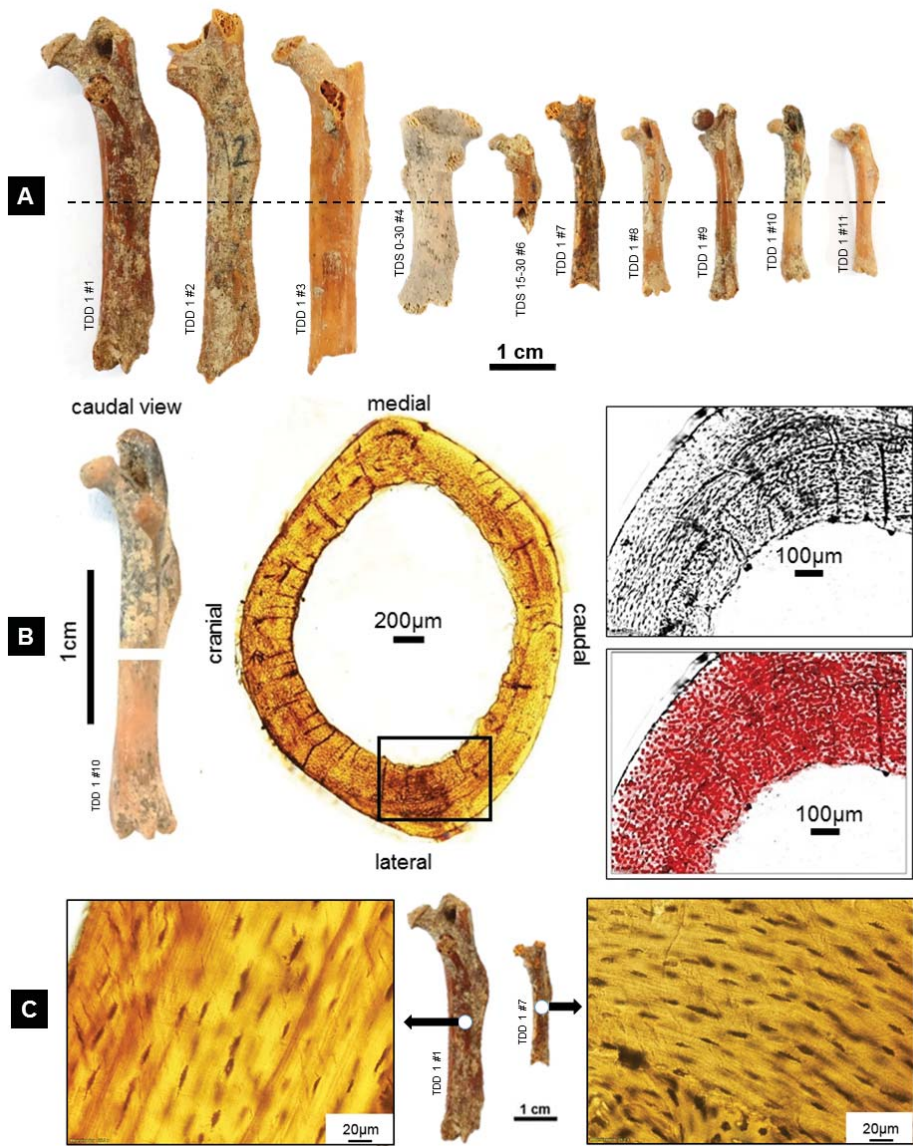 A
TDD 1 #1
TDD 1 #2
2
TDD 1 #3
TDS 0-30 #4
TDS 15-30 #6
TDD 1 #7
TDD 1 #8
TDD 1 #9
TDD 1 #10
TDD 1 #11
1 cm
B
caudal view
1cm
TDD 1 #10
medial
cranial
200µm
caudal
lateral
100µm
100µm
C
20µm
TDD 1 #1
TDD 1 #7
1 cm
20µm